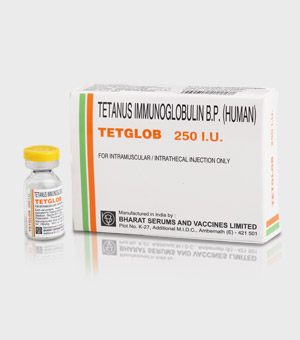 TETANUS IMMUNOGLOBULIN B.P. (HUMAN)
TETGLOB 250 I.U.
FOR INTRAMUSCULAR / INTRATHECAL INJECTION ONLY
Manufactured in India by :
BHARAT SERUMS AND VACCINES LIMITED
Plot No. K-27, Additional M.I.D.C., Ambernath (E) - 421 501
TETANUS IMMUNOGLOBULIN
TETGLOB